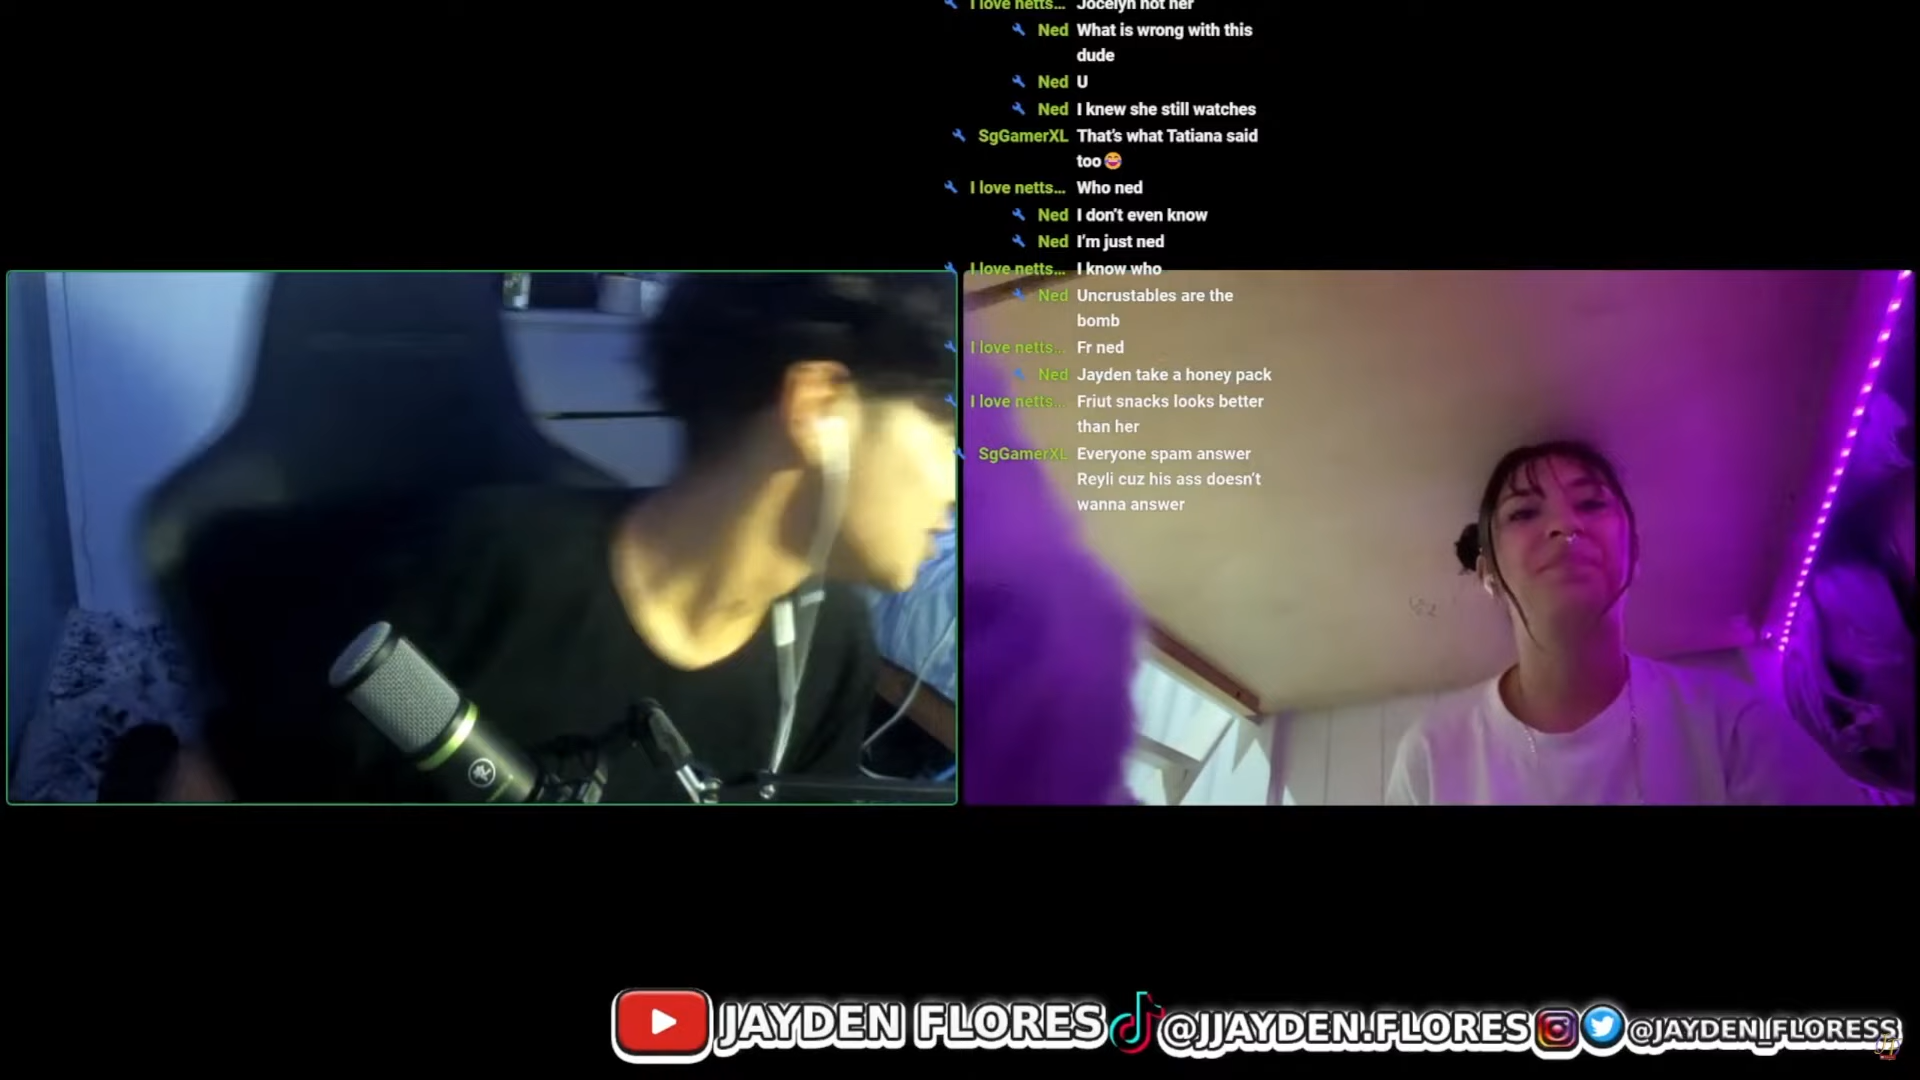 I love netts... Jocelyn not her
Ned What is wrong with this
dude
Ned U
Ned I knew she still watches
SgGamerXL That's what Tatiana said
too😂
I love netts... Who ned
Ned I don't even know
Ned I'm just ned
I love netts... I know who
Ned Uncrustables are the
bomb
I love netts... Fr ned
Ned Jayden take a honey pack
I love netts... Friut snacks looks better
than her
SgGamerXL Everyone spam answer
Reyli cuz his ass doesn't
wanna answer
JAYDEN FLORES @JJAYDEN.FLORES @JAYDEN_FLORESS